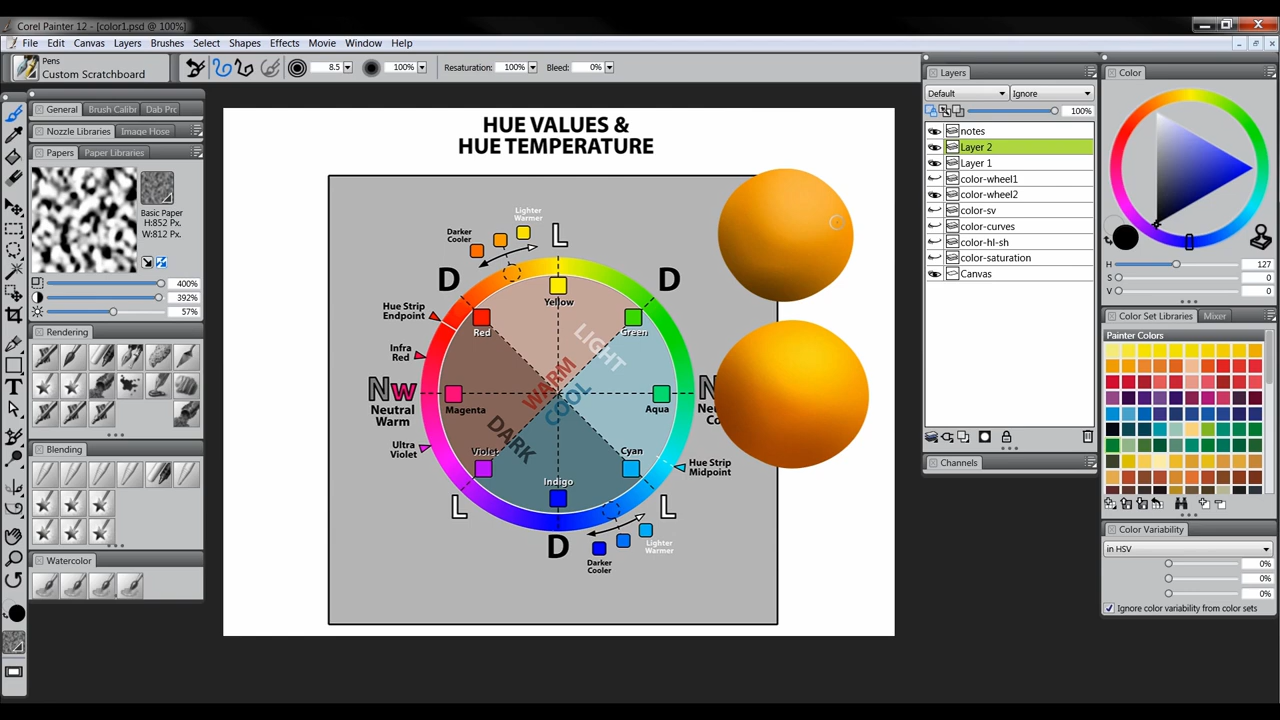 Corel Painter 12 - [color1.psd @ 100%]
File Edit Canvas Layers Brushes Select Shapes Effects Movie Window Help
Pens
Custom Scratchboard
8.5
100%
Resaturation: 100%
Bleed: 0%
General Brush Calibr Dab Pro
Nozzle Libraries Image Hose
Papers Paper Libraries
Basic Paper
H:852 Px.
W:812 Px.
400%
392%
57%
Rendering
Blending
Watercolor
HUE VALUES &
HUE TEMPERATURE
Lighter
Warmer
Darker
Cooler
L
D
D
Hue Strip
Endpoint
Yellow
Red
Green
Infra
Red
LIGHT
WARM
COOL
DARK
Nw
Neutral
Warm
Magenta
Aqua
N
Ne
Co
Ultra
Violet
Violet
Cyan
Hue Strip
Midpoint
Indigo
L
L
D
Lighter
Warmer
Darker
Cooler
Layers
Default Ignore
100%
notes
Layer 2
Layer 1
color-wheel1
color-wheel2
color-sv
color-curves
color-hl-sh
color-saturation
Canvas
Channels
Color
H 127
S 0
V 0
Color Set Libraries Mixer
Painter Colors
Color Variability
in HSV
0%
0%
0%
Ignore color variability from color sets
T